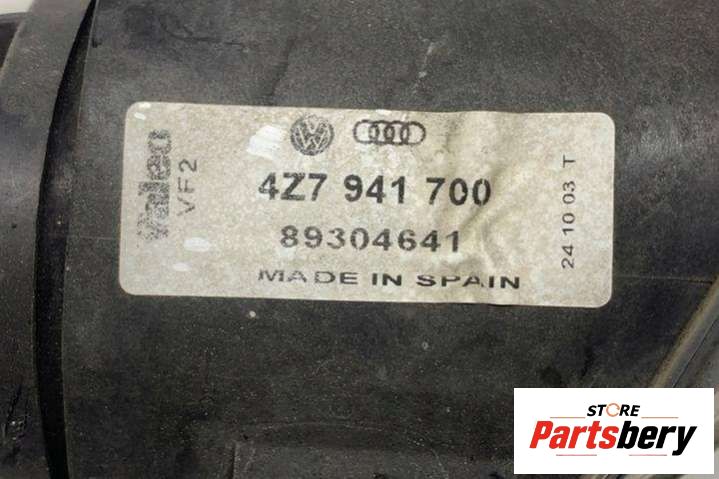 Valeo
VF2
4Z7 941 700
89304641
MADE IN SPAIN
24 10 03 T
STORE
Partsbery